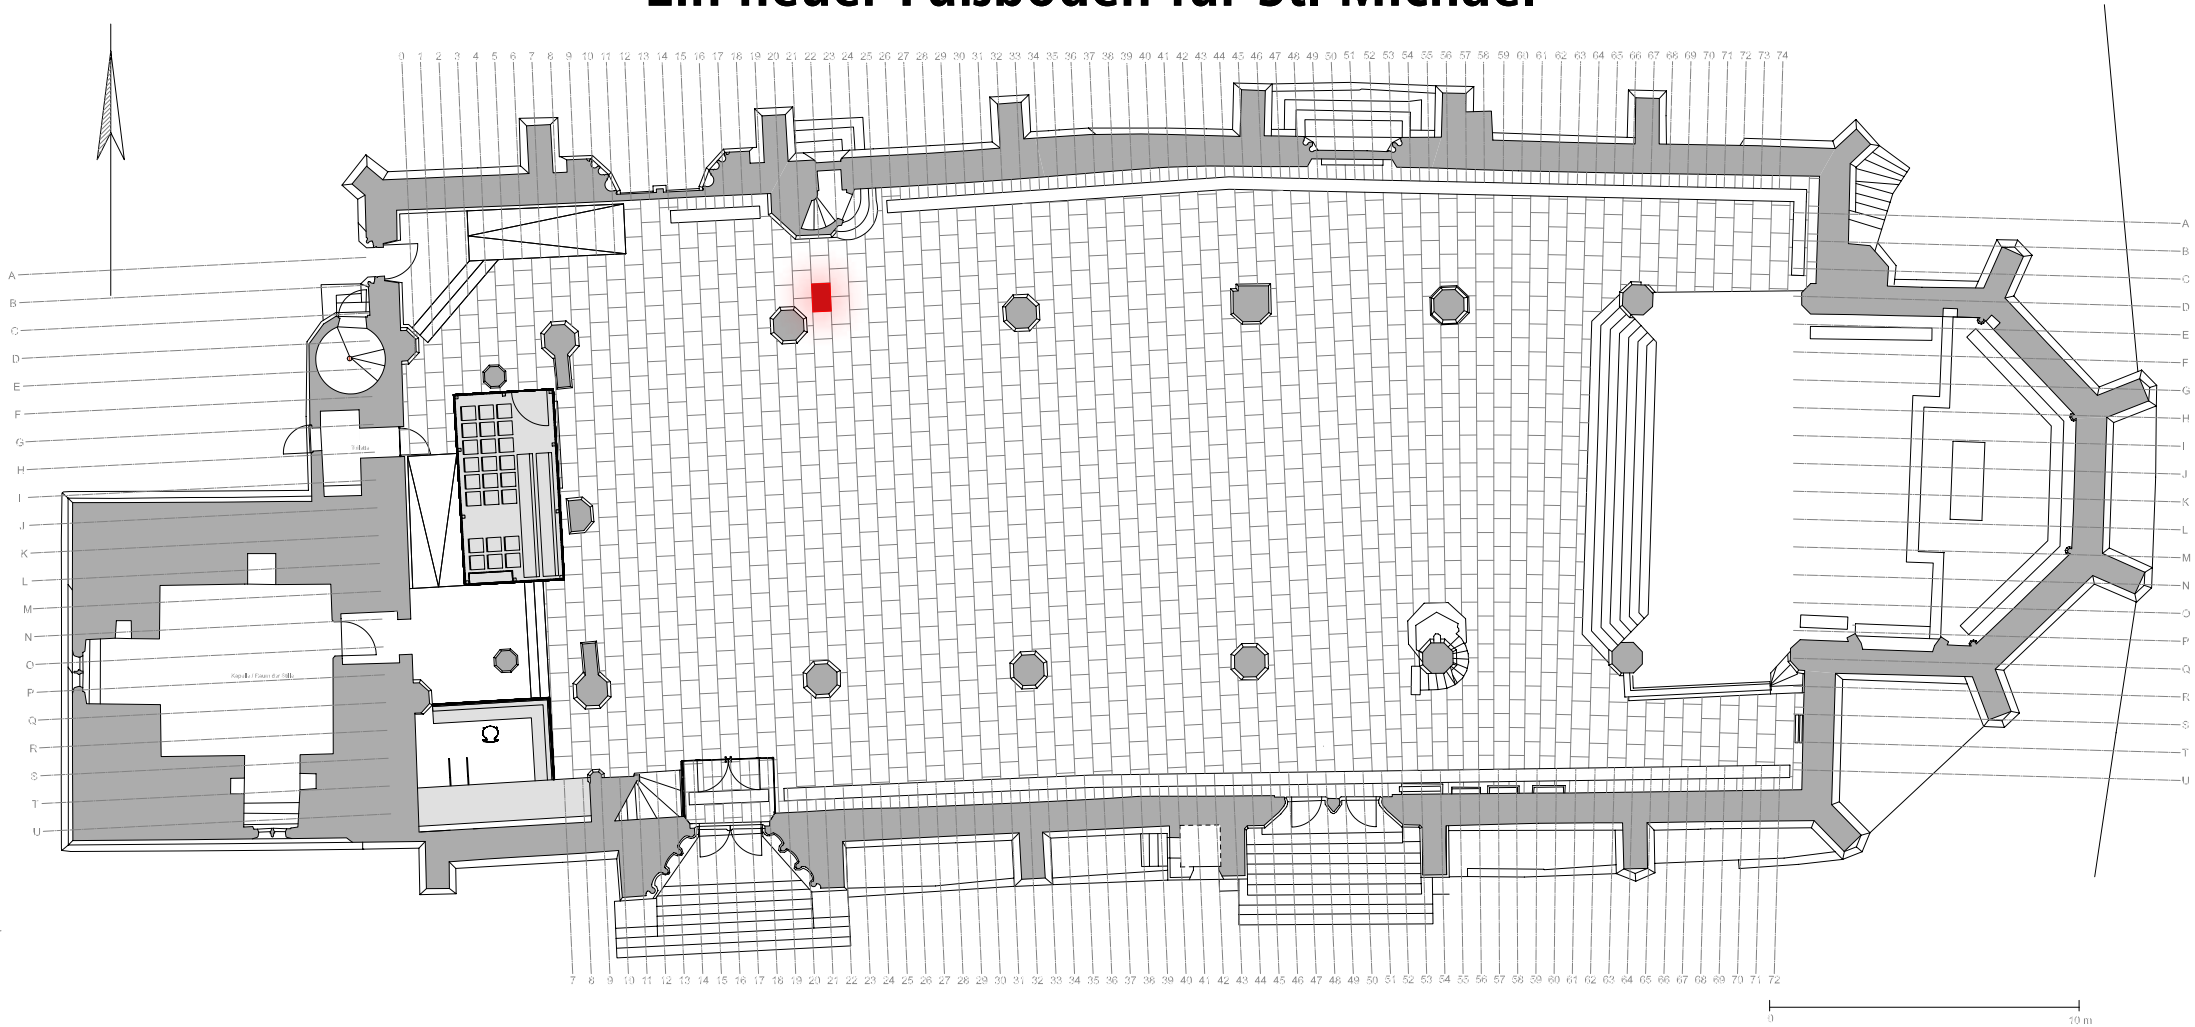 Ein neuer Fußboden für St. Michael
0 1 2 3 4 5 6 7 8 9 10 11 12 13 14 15 16 17 18 19 20 21 22 23 24 25 26 27 28 29 30 31 32 33 34 35 36 37 38 39 40 41 42 43 44 45 46 47 48 49 50 51 52 53 54 55 56 57 58 59 60 61 62 63 64 65 66 67 68 69 70 71 72 73 74
A
B
C
D
E
F
G
H
I
J
K
L
M
N
O
P
Q
R
S
T
U
Kapelle / Raum der Stille
A
B
C
D
E
F
G
H
I
J
K
L
M
N
O
P
Q
R
S
T
U
7 8 9 10 11 12 13 14 15 16 17 18 19 20 21 22 23 24 25 26 27 28 29 30 31 32 33 34 35 36 37 38 39 40 41 42 43 44 45 46 47 48 49 50 51 52 53 54 55 56 57 58 59 60 61 62 63 64 65 66 67 68 69 70 71 72
0 10 m